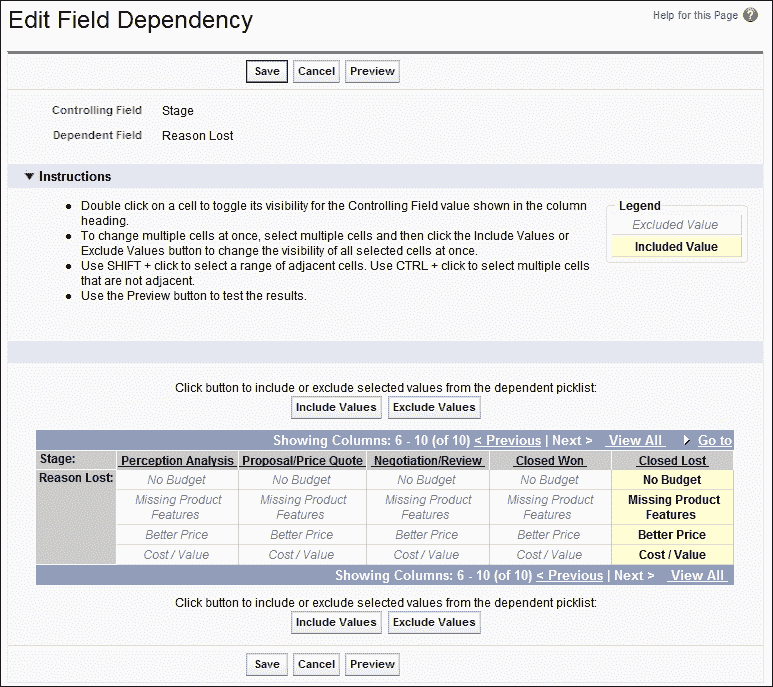 Edit Field Dependency
Help for this Page ?
Save Cancel Preview
Controlling Field Stage
Dependent Field Reason Lost
Instructions
Double click on a cell to toggle its visibility for the Controlling Field value shown in the column
heading.
To change multiple cells at once, select multiple cells and then click the Include Values or
Exclude Values button to change the visibility of all selected cells at once.
Use SHIFT + click to select a range of adjacent cells. Use CTRL + click to select multiple cells
that are not adjacent.
Use the Preview button to test the results.
Legend
Excluded Value
Included Value
Click button to include or exclude selected values from the dependent picklist:
Include Values Exclude Values
Showing Columns: 6 - 10 (of 10) < Previous | Next > View All Go to
Stage: Perception Analysis Proposal/Price Quote Negotiation/Review Closed Won Closed Lost
Reason Lost: No Budget No Budget No Budget No Budget No Budget
Missing Product Missing Product Missing Product Missing Product Missing Product
Features Features Features Features Features
Better Price Better Price Better Price Better Price Better Price
Cost / Value Cost / Value Cost / Value Cost / Value Cost / Value
Showing Columns: 6 - 10 (of 10) < Previous | Next > View All
Click button to include or exclude selected values from the dependent picklist:
Include Values Exclude Values
Save Cancel Preview